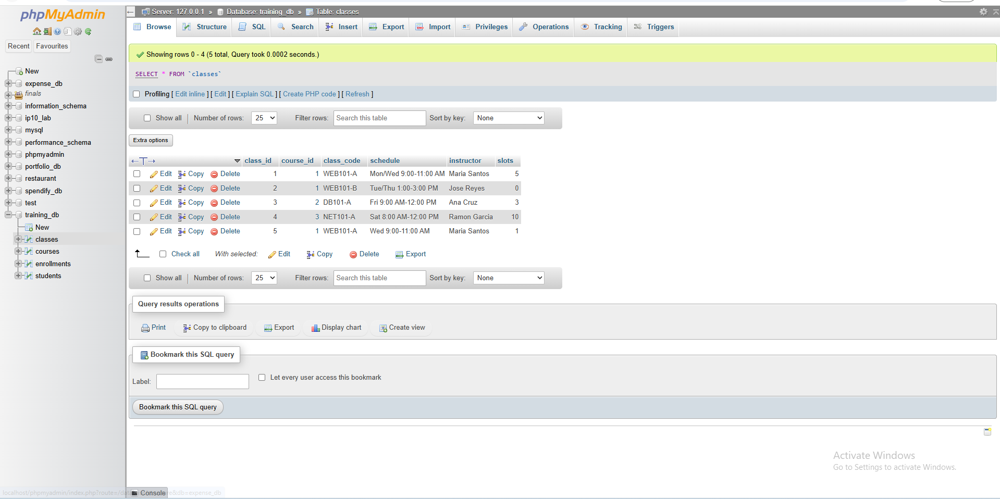 phpMyAdmin
Recent Favourites
New
expense_db
finals
information_schema
ip10_lab
mysql
performance_schema
phpmyadmin
portfolio_db
restaurant
spendify_db
test
training_db
New
classes
courses
enrollments
students
Server: 127.0.0.1 » Database: training_db » Table: classes
Browse Structure SQL Search Insert Export Import Privileges Operations Tracking Triggers
Showing rows 0 - 4 (5 total, Query took 0.0002 seconds.)
SELECT * FROM `classes`
Profiling [ Edit inline ] [ Edit ] [ Explain SQL ] [ Create PHP code ] [ Refresh ]
Show all Number of rows: 25 Filter rows: Search this table Sort by key: None
Extra options
class_id course_id class_code schedule instructor slots
Edit Copy Delete 1 1 WEB101-A Mon/Wed 9:00-11:00 AM Maria Santos 5
Edit Copy Delete 2 1 WEB101-B Tue/Thu 1:00-3:00 PM Jose Reyes 0
Edit Copy Delete 3 2 DB101-A Fri 9:00 AM-12:00 PM Ana Cruz 3
Edit Copy Delete 4 3 NET101-A Sat 8:00 AM-12:00 PM Ramon Garcia 10
Edit Copy Delete 5 1 WEB101-A Wed 9:00-11:00 AM Maria Santos 1
Check all With selected: Edit Copy Delete Export
Show all Number of rows: 25 Filter rows: Search this table Sort by key: None
Query results operations
Print Copy to clipboard Export Display chart Create view
Bookmark this SQL query
Label: Let every user access this bookmark
Bookmark this SQL query
Activate Windows
Go to Settings to activate Windows.
Console